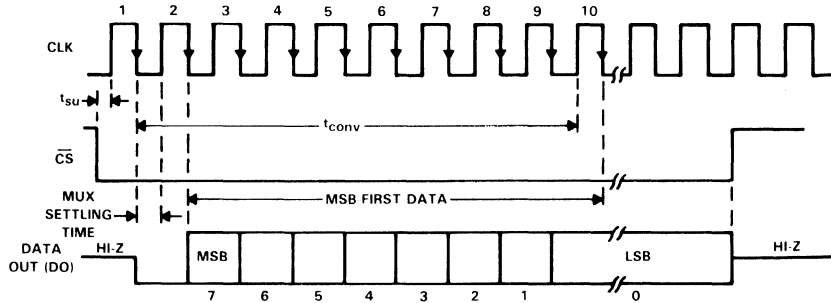 1 2 3 4 5 6 7 8 9 10
CLK
tsu
tconv
CS
MUX
SETTLING
TIME
MSB FIRST DATA
DATA
OUT (DO)
HI-Z
MSB
LSB
HI-Z
7 6 5 4 3 2 1 0